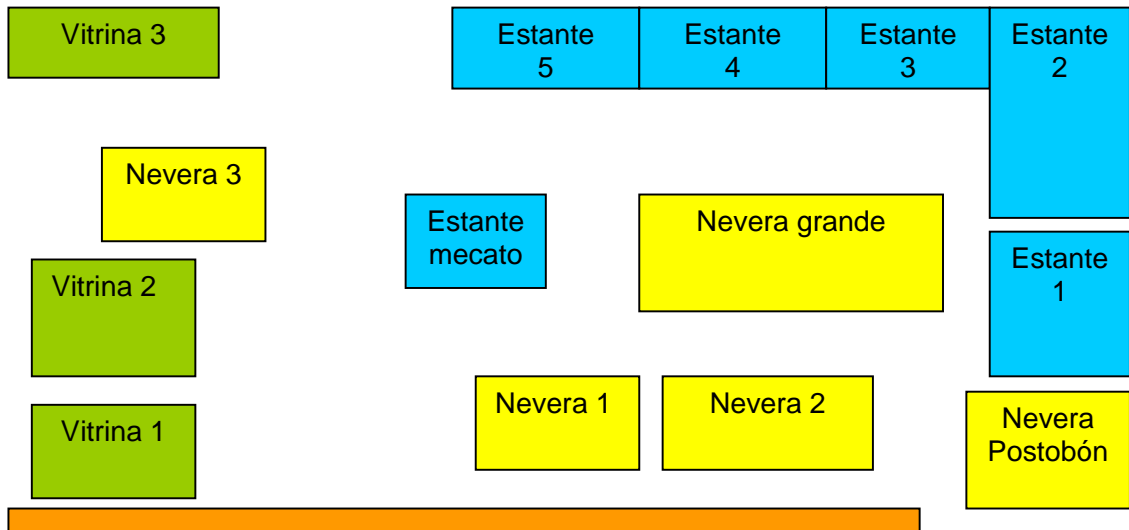 Vitrina 3
Estante
5
Estante
4
Estante
3
Estante
2
Nevera 3
Estante
mecato
Nevera grande
Estante
1
Vitrina 2
Nevera 1
Nevera 2
Nevera
Postobón
Vitrina 1